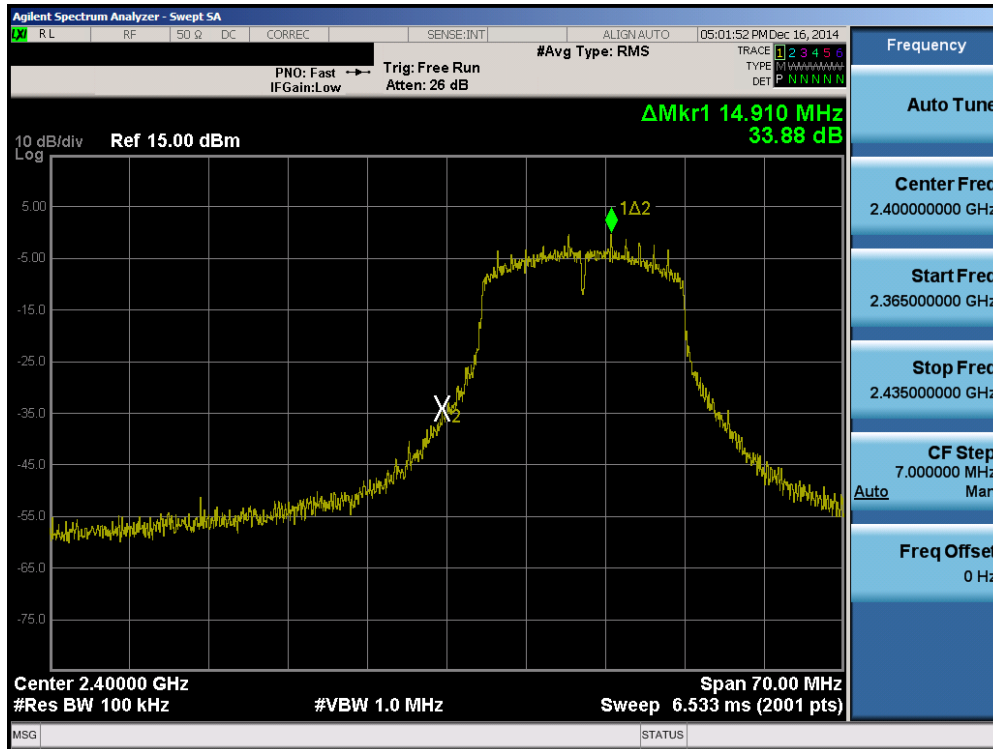 Agilent Spectrum Analyzer - Swept SA
LXI RL RF 50 Ω DC CORREC SENSE:INT ALIGN AUTO 05:01:52 PM Dec 16, 2014
#Avg Type: RMS
TRACE 1 2 3 4 5 6
PNO: Fast Trig: Free Run
TYPE M W W W W W
IFGain:Low Atten: 26 dB
DET P N N N N N
ΔMkr1 14.910 MHz
33.88 dB
10 dB/div Ref 15.00 dBm
Log
1Δ2
5.00
-5.00
-15.0
-25.0
-35.0
2
-45.0
-55.0
-65.0
-75.0
Center 2.40000 GHz Span 70.00 MHz
#Res BW 100 kHz #VBW 1.0 MHz Sweep 6.533 ms (2001 pts)
MSG STATUS
Frequency
Auto Tune
Center Freq
2.400000000 GHz
Start Freq
2.365000000 GHz
Stop Freq
2.435000000 GHz
CF Step
7.000000 MHz
Auto Man
Freq Offset
0 Hz